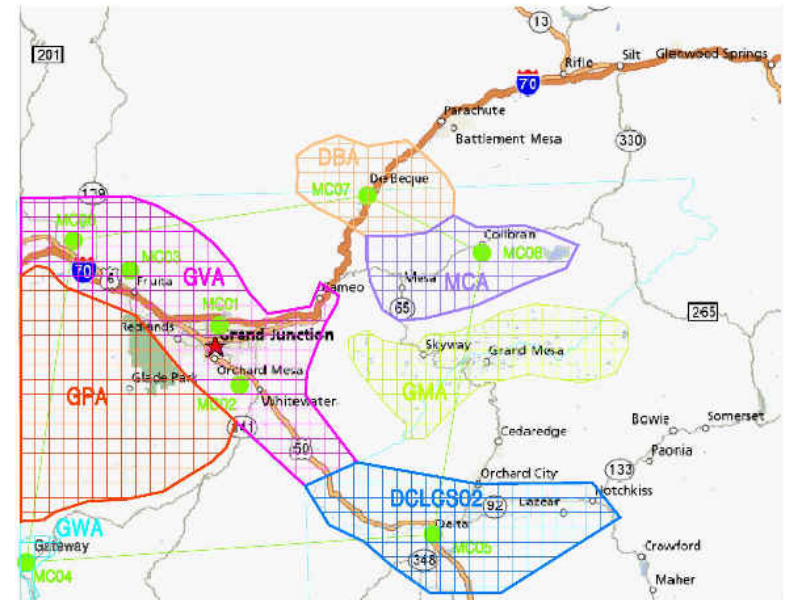 13
201
Rifle
Silt
Glenwood Springs
70
Parachute
Battlement Mesa
330
DBA
De Beque
MC07
139
Collbran
MC08
MC03
70
6
Fruita
GVA
Cameo
Mesa
MCA
65
265
MC01
Redlands
Grand Junction
Skyway
Grand Mesa
Orchard Mesa
Glade Park
GPA
MC02
Whitewater
GMA
141
50
Cedaredge
Bowie
Somerset
Paonia
133
Orchard City
Hotchkiss
DCLCS02
92
Lazear
GWA
Delta
MC05
Gateway
MC04
348
Crawford
Maher